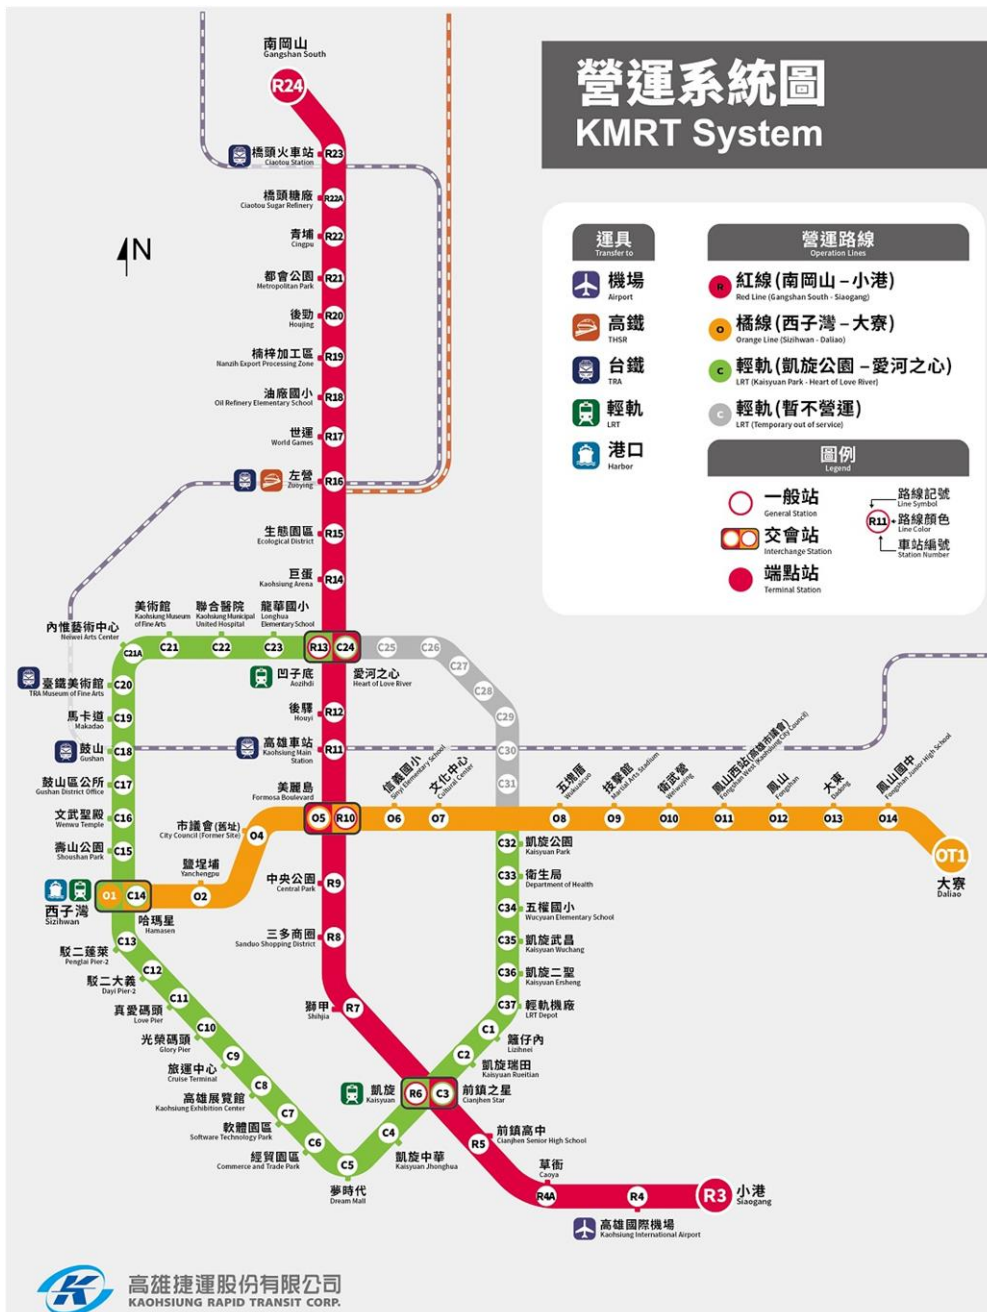 營運系統圖
KMRT System
運具
Transfer to
機場
Airport
高鐵
THSR
台鐵
TRA
輕軌
LRT
港口
Harbor
營運路線
Operation Lines
R
紅線(南岡山–小港)
Red Line (Gangshan South - Siaogang)
O
橘線(西子灣–大寮)
Orange Line (Sizihwan - Daliao)
C
輕軌(凱旋公園–愛河之心)
LRT (Kaisyuan Park - Heart of Love River)
C
輕軌(暫不營運)
LRT (Temporary out of service)
圖例
Legend
一般站
General Station
交會站
Interchange Station
端點站
Terminal Station
路線記號
Line Symbol
R11
路線顏色
Line Color
車站編號
Station Number
N
南岡山
Gangshan South
R24
橋頭火車站
Ciaotou Station
R23
橋頭糖廠
Ciaotou Sugar Refinery
R22A
青埔
Cingpu
R22
都會公園
Metropolitan Park
R21
後勁
Houjing
R20
楠梓加工區
Nanzih Export Processing Zone
R19
油廠國小
Oil Refinery Elementary School
R18
世運
World Games
R17
左營
Zuoying
R16
生態園區
Ecological District
R15
巨蛋
Kaohsiung Arena
R14
內惟藝術中心
Neiwei Arts Center
C21A
美術館
Kaohsiung Museum
of Fine Arts
C21
聯合醫院
Kaohsiung Municipal
United Hospital
C22
龍華國小
Longhua
Elementary School
C23
R13
C24
凹子底
Aozihdi
愛河之心
Heart of Love River
C25
C26
C27
C28
C29
C30
C31
臺鐵美術館
TRA Museum of Fine Arts
C20
馬卡道
Makadao
C19
鼓山
Gushan
C18
鼓山區公所
Gushan District Office
C17
文武聖殿
Wenwu Temple
C16
壽山公園
Shoushan Park
C15
後驛
Houyi
R12
高雄車站
Kaohsiung Main
Station
R11
美麗島
Formosa Boulevard
O5
R10
信義國小
Sinyi Elementary School
O6
文化中心
Cultural Center
O7
五塊厝
Wukuaicuo
O8
技擊館
Martial Arts Stadium
O9
衛武營
Weiwuying
O10
鳳山西站(高雄市議會)
Fongshan West (Kaohsiung City Council)
O11
鳳山
Fongshan
O12
大東
Dadong
O13
鳳山國中
Fongshan Junior High School
O14
OT1
大寮
Daliao
市議會(舊址)
City Council (Former Site)
O4
鹽埕埔
Yanchengpu
O2
O1
C14
西子灣
Sizihwan
哈瑪星
Hamasen
中央公園
Central Park
R9
三多商圈
Sanduo Shopping District
R8
獅甲
Shihjia
R7
C32
凱旋公園
Kaisyuan Park
C33
衛生局
Department of Health
C34
五權國小
Wucyuan Elementary School
C35
凱旋武昌
Kaisyuan Wuchang
C36
凱旋二聖
Kaisyuan Ersheng
C37
輕軌機廠
LRT Depot
C1
籬仔內
Lizihnei
C2
凱旋瑞田
Kaisyuan Rueitian
凱旋
Kaisyuan
R6
C3
前鎮之星
Cianjhen Star
C13
駁二蓬萊
Penglai Pier-2
C12
駁二大義
Dayi Pier-2
C11
真愛碼頭
Love Pier
C10
光榮碼頭
Glory Pier
C9
旅運中心
Cruise Terminal
C8
高雄展覽館
Kaohsiung Exhibition Center
C7
軟體園區
Software Technology Park
C6
經貿園區
Commerce and Trade Park
C5
夢時代
Dream Mall
C4
凱旋中華
Kaisyuan Jhonghua
R5
前鎮高中
Cianjhen Senior High School
草衙
Caoya
R4A
R4
高雄國際機場
Kaohsiung International Airport
R3
小港
Siaogang
高雄捷運股份有限公司
KAOHSIUNG RAPID TRANSIT CORP.